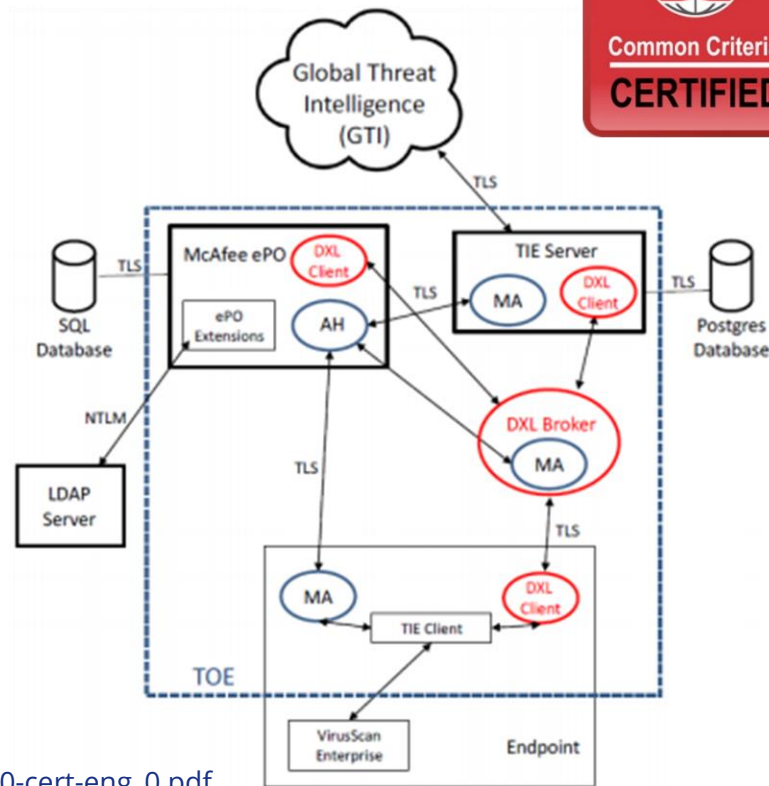 Common Criteri
CERTIFIED
Global Threat
Intelligence
(GTI)
TLS
McAfee ePO
DXL
Client
TIE Server
TLS
SQL
Database
ePO
Extensions
AH
TLS
MA
DXL
Client
TLS
Postgres
Database
NTLM
DXL Broker
MA
LDAP
Server
TLS
TLS
MA
DXL
Client
TIE Client
TOE
VirusScan
Enterprise
Endpoint
0-cert-eng_0.pdf